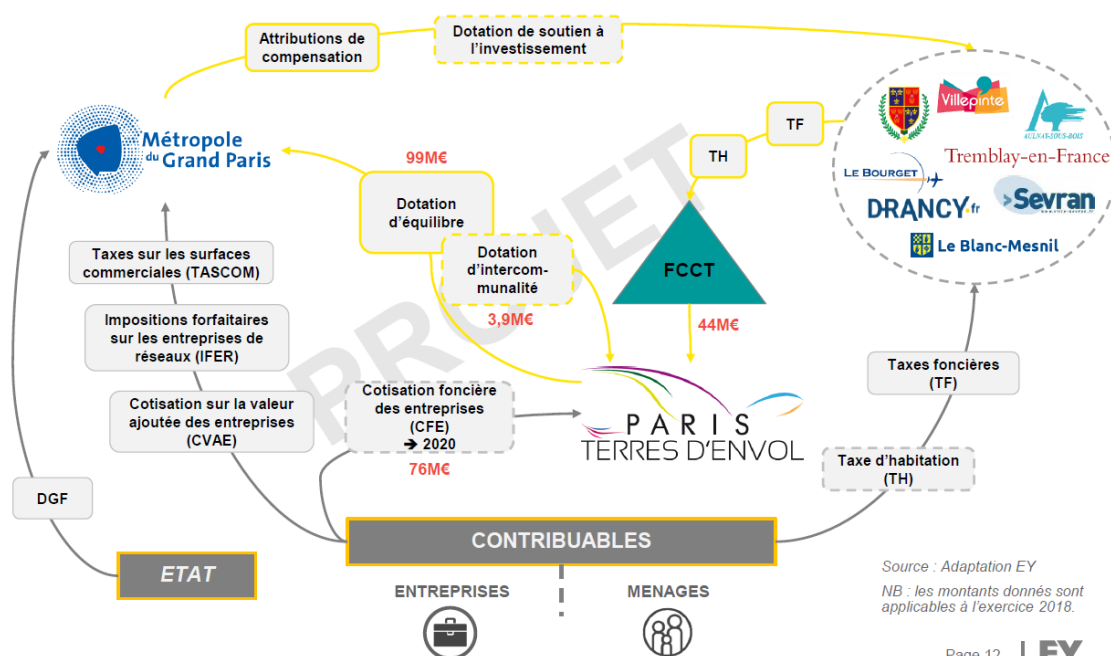 Attributions de
compensation
Dotation de soutien à
l'investissement
Métropole
du Grand Paris
Villepinte
AULNAY-SOUS-BOIS
Tremblay-en-France
LE BOURGET
DRANCY.fr
>Sevran
Le Blanc-Mesnil
TF
TH
99M€
Dotation
d'équilibre
Dotation
d'intercom-
munalité
3,9M€
FCCT
44M€
PROJET
Taxes sur les surfaces
commerciales (TASCOM)
Impositions forfaitaires
sur les entreprises de
réseaux (IFER)
Cotisation sur la valeur
ajoutée des entreprises
(CVAE)
Cotisation foncière
des entreprises
(CFE)
➔ 2020
76M€
PARIS
TERRES D'ENVOL
Taxes foncières
(TF)
Taxe d'habitation
(TH)
DGF
ETAT
CONTRIBUABLES
ENTREPRISES
MENAGES
Source : Adaptation EY
NB : les montants donnés sont
applicables à l'exercice 2018.
Page 12
EY